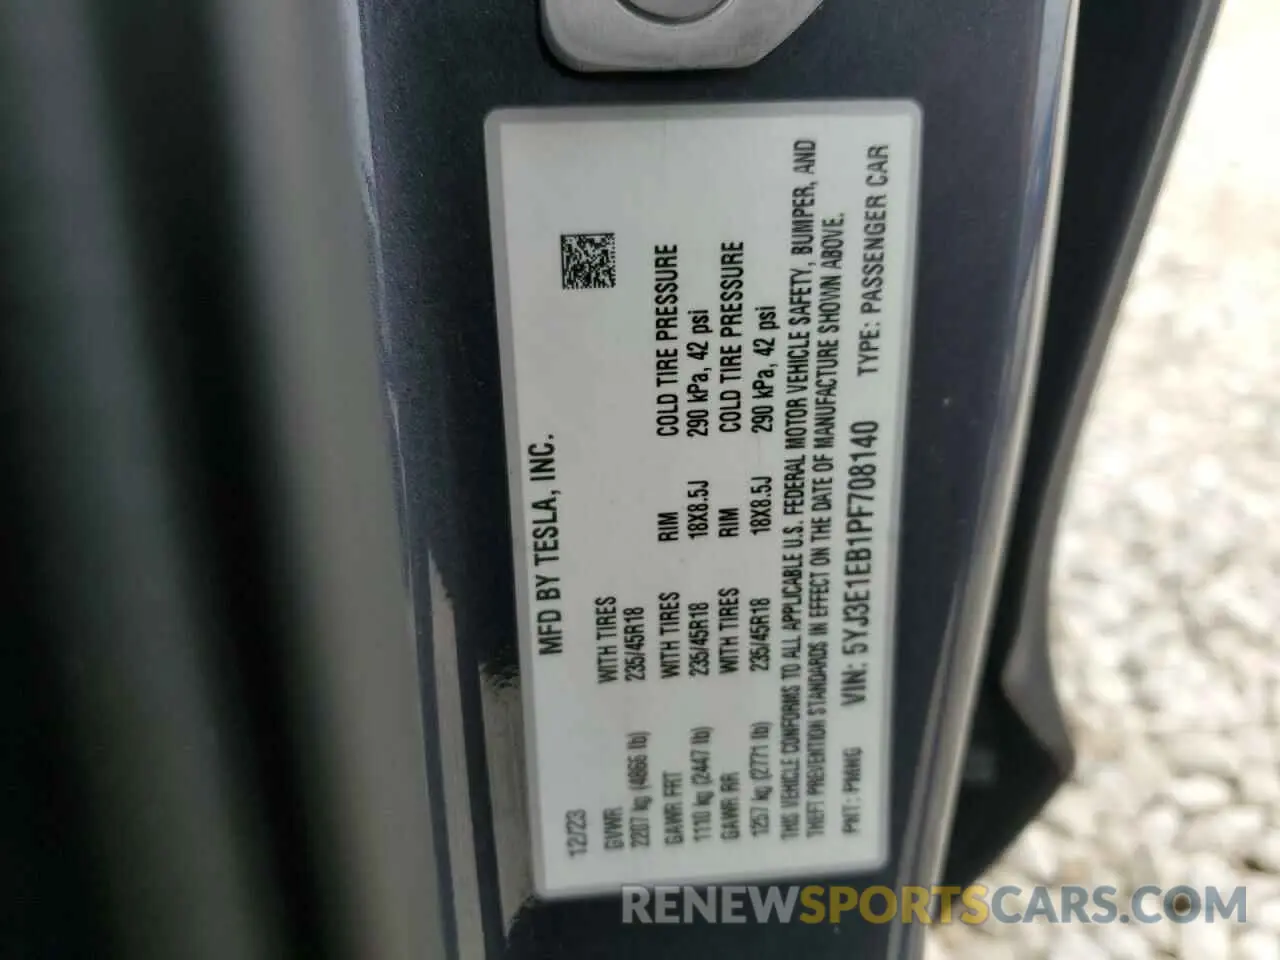 MFD BY TESLA, INC.
12/23
GVWR WITH TIRES
2207 kg (4866 lb) 235/45R18
GAWR FRT WITH TIRES RIM COLD TIRE PRESSURE
1110 kg (2447 lb) 235/45R18 18X8.5J 290 kPa, 42 psi
GAWR RR WITH TIRES RIM COLD TIRE PRESSURE
1257 kg (2771 lb) 235/45R18 18X8.5J 290 kPa, 42 psi
THIS VEHICLE CONFORMS TO ALL APPLICABLE U.S. FEDERAL MOTOR VEHICLE SAFETY, BUMPER, AND
THEFT PREVENTION STANDARDS IN EFFECT ON THE DATE OF MANUFACTURE SHOWN ABOVE.
PNT: PMNG VIN: 5YJ3E1EB1PF708140 TYPE: PASSENGER CAR
RENEWSPORTSCARS.COM